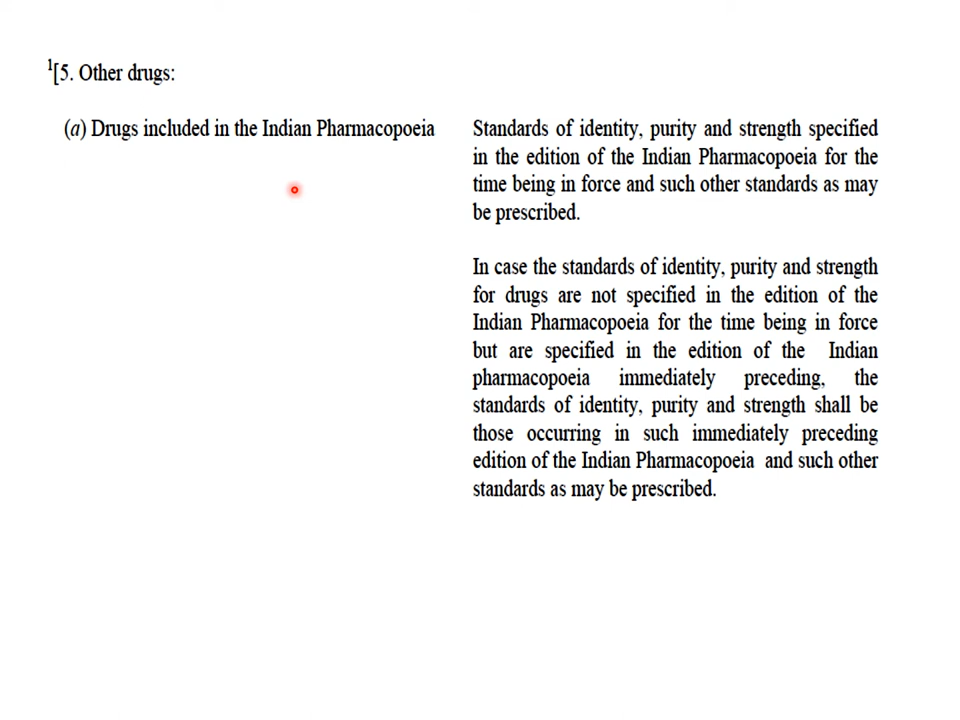 ¹[5. Other drugs:
(a) Drugs included in the Indian Pharmacopoeia
Standards of identity, purity and strength specified
in the edition of the Indian Pharmacopoeia for the
time being in force and such other standards as may
be prescribed.
In case the standards of identity, purity and strength
for drugs are not specified in the edition of the
Indian Pharmacopoeia for the time being in force
but are specified in the edition of the Indian
pharmacopoeia immediately preceding, the
standards of identity, purity and strength shall be
those occurring in such immediately preceding
edition of the Indian Pharmacopoeia and such other
standards as may be prescribed.